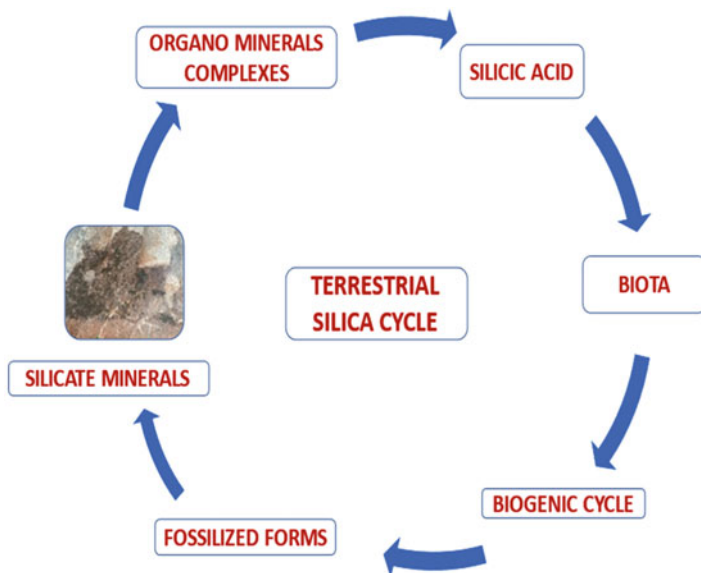 ORGANO MINERALS
COMPLEXES
SILICIC ACID
BIOTA
TERRESTRIAL
SILICA CYCLE
SILICATE MINERALS
BIOGENIC CYCLE
FOSSILIZED FORMS